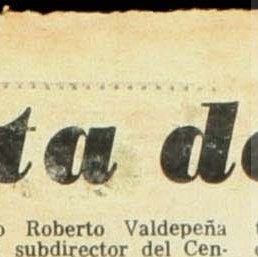 ta de
o Roberto Valdepeña
subdirector del Cen-